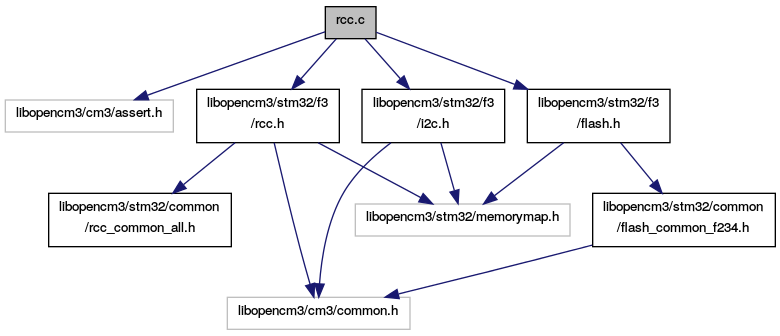 rcc.c
libopencm3/cm3/assert.h
libopencm3/stm32/f3
/rcc.h
libopencm3/stm32/f3
/i2c.h
libopencm3/stm32/f3
/flash.h
libopencm3/stm32/common
/rcc_common_all.h
libopencm3/stm32/memorymap.h
libopencm3/stm32/common
/flash_common_f234.h
libopencm3/cm3/common.h